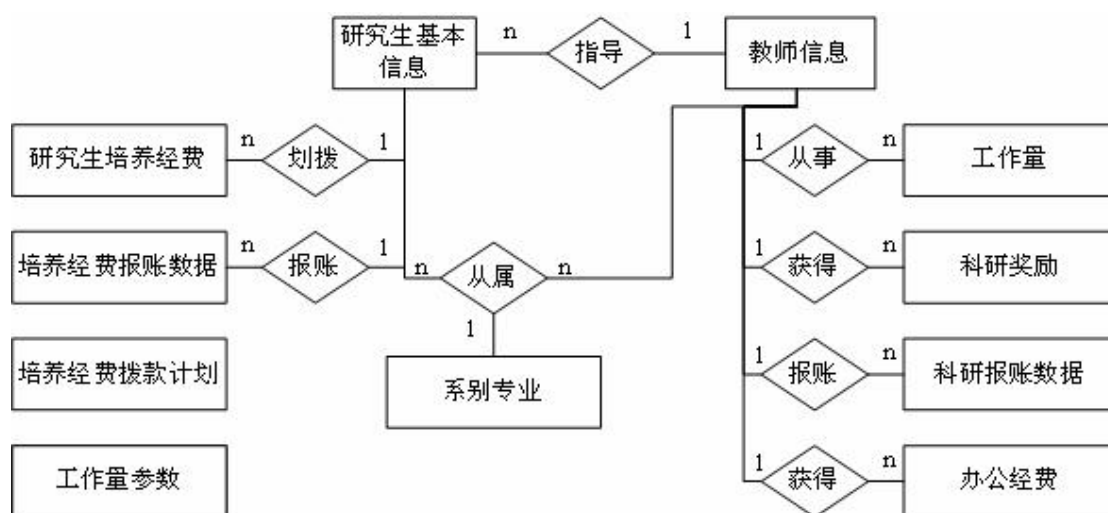 研究生基本
信息
n
指导
1
教师信息
研究生培养经费
n
划拨
1
1
从事
n
工作量
培养经费报账数据
n
报账
1
n
从属
n
1
1
获得
n
科研奖励
培养经费拨款计划
系别专业
1
报账
n
科研报账数据
工作量参数
1
获得
n
办公经费